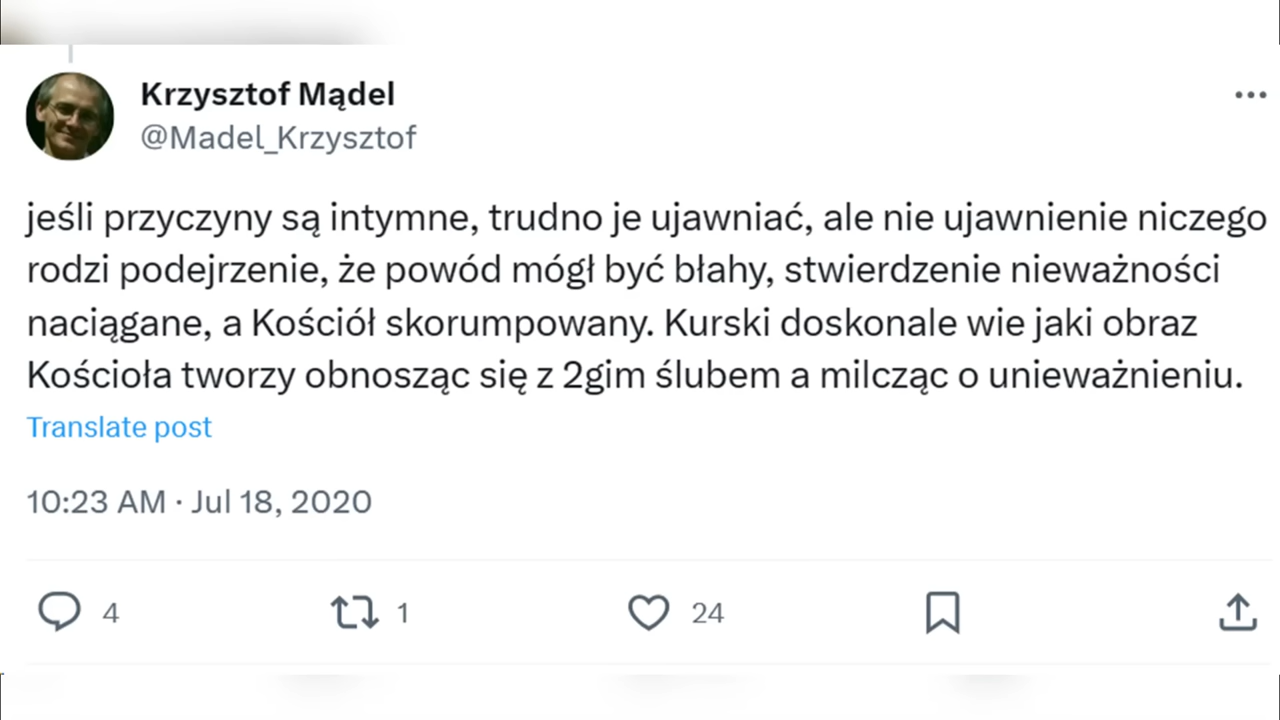 Krzysztof Mądel
@Madel_Krzysztof
jeśli przyczyny są intymne, trudno je ujawniać, ale nie ujawnienie niczego
rodzi podejrzenie, że powód mógł być błahy, stwierdzenie nieważności
naciągane, a Kościół skorumpowany. Kurski doskonale wie jaki obraz
Kościoła tworzy obnosząc się z 2gim ślubem a milcząc o unieważnieniu.
Translate post
10:23 AM · Jul 18, 2020
4 1 24